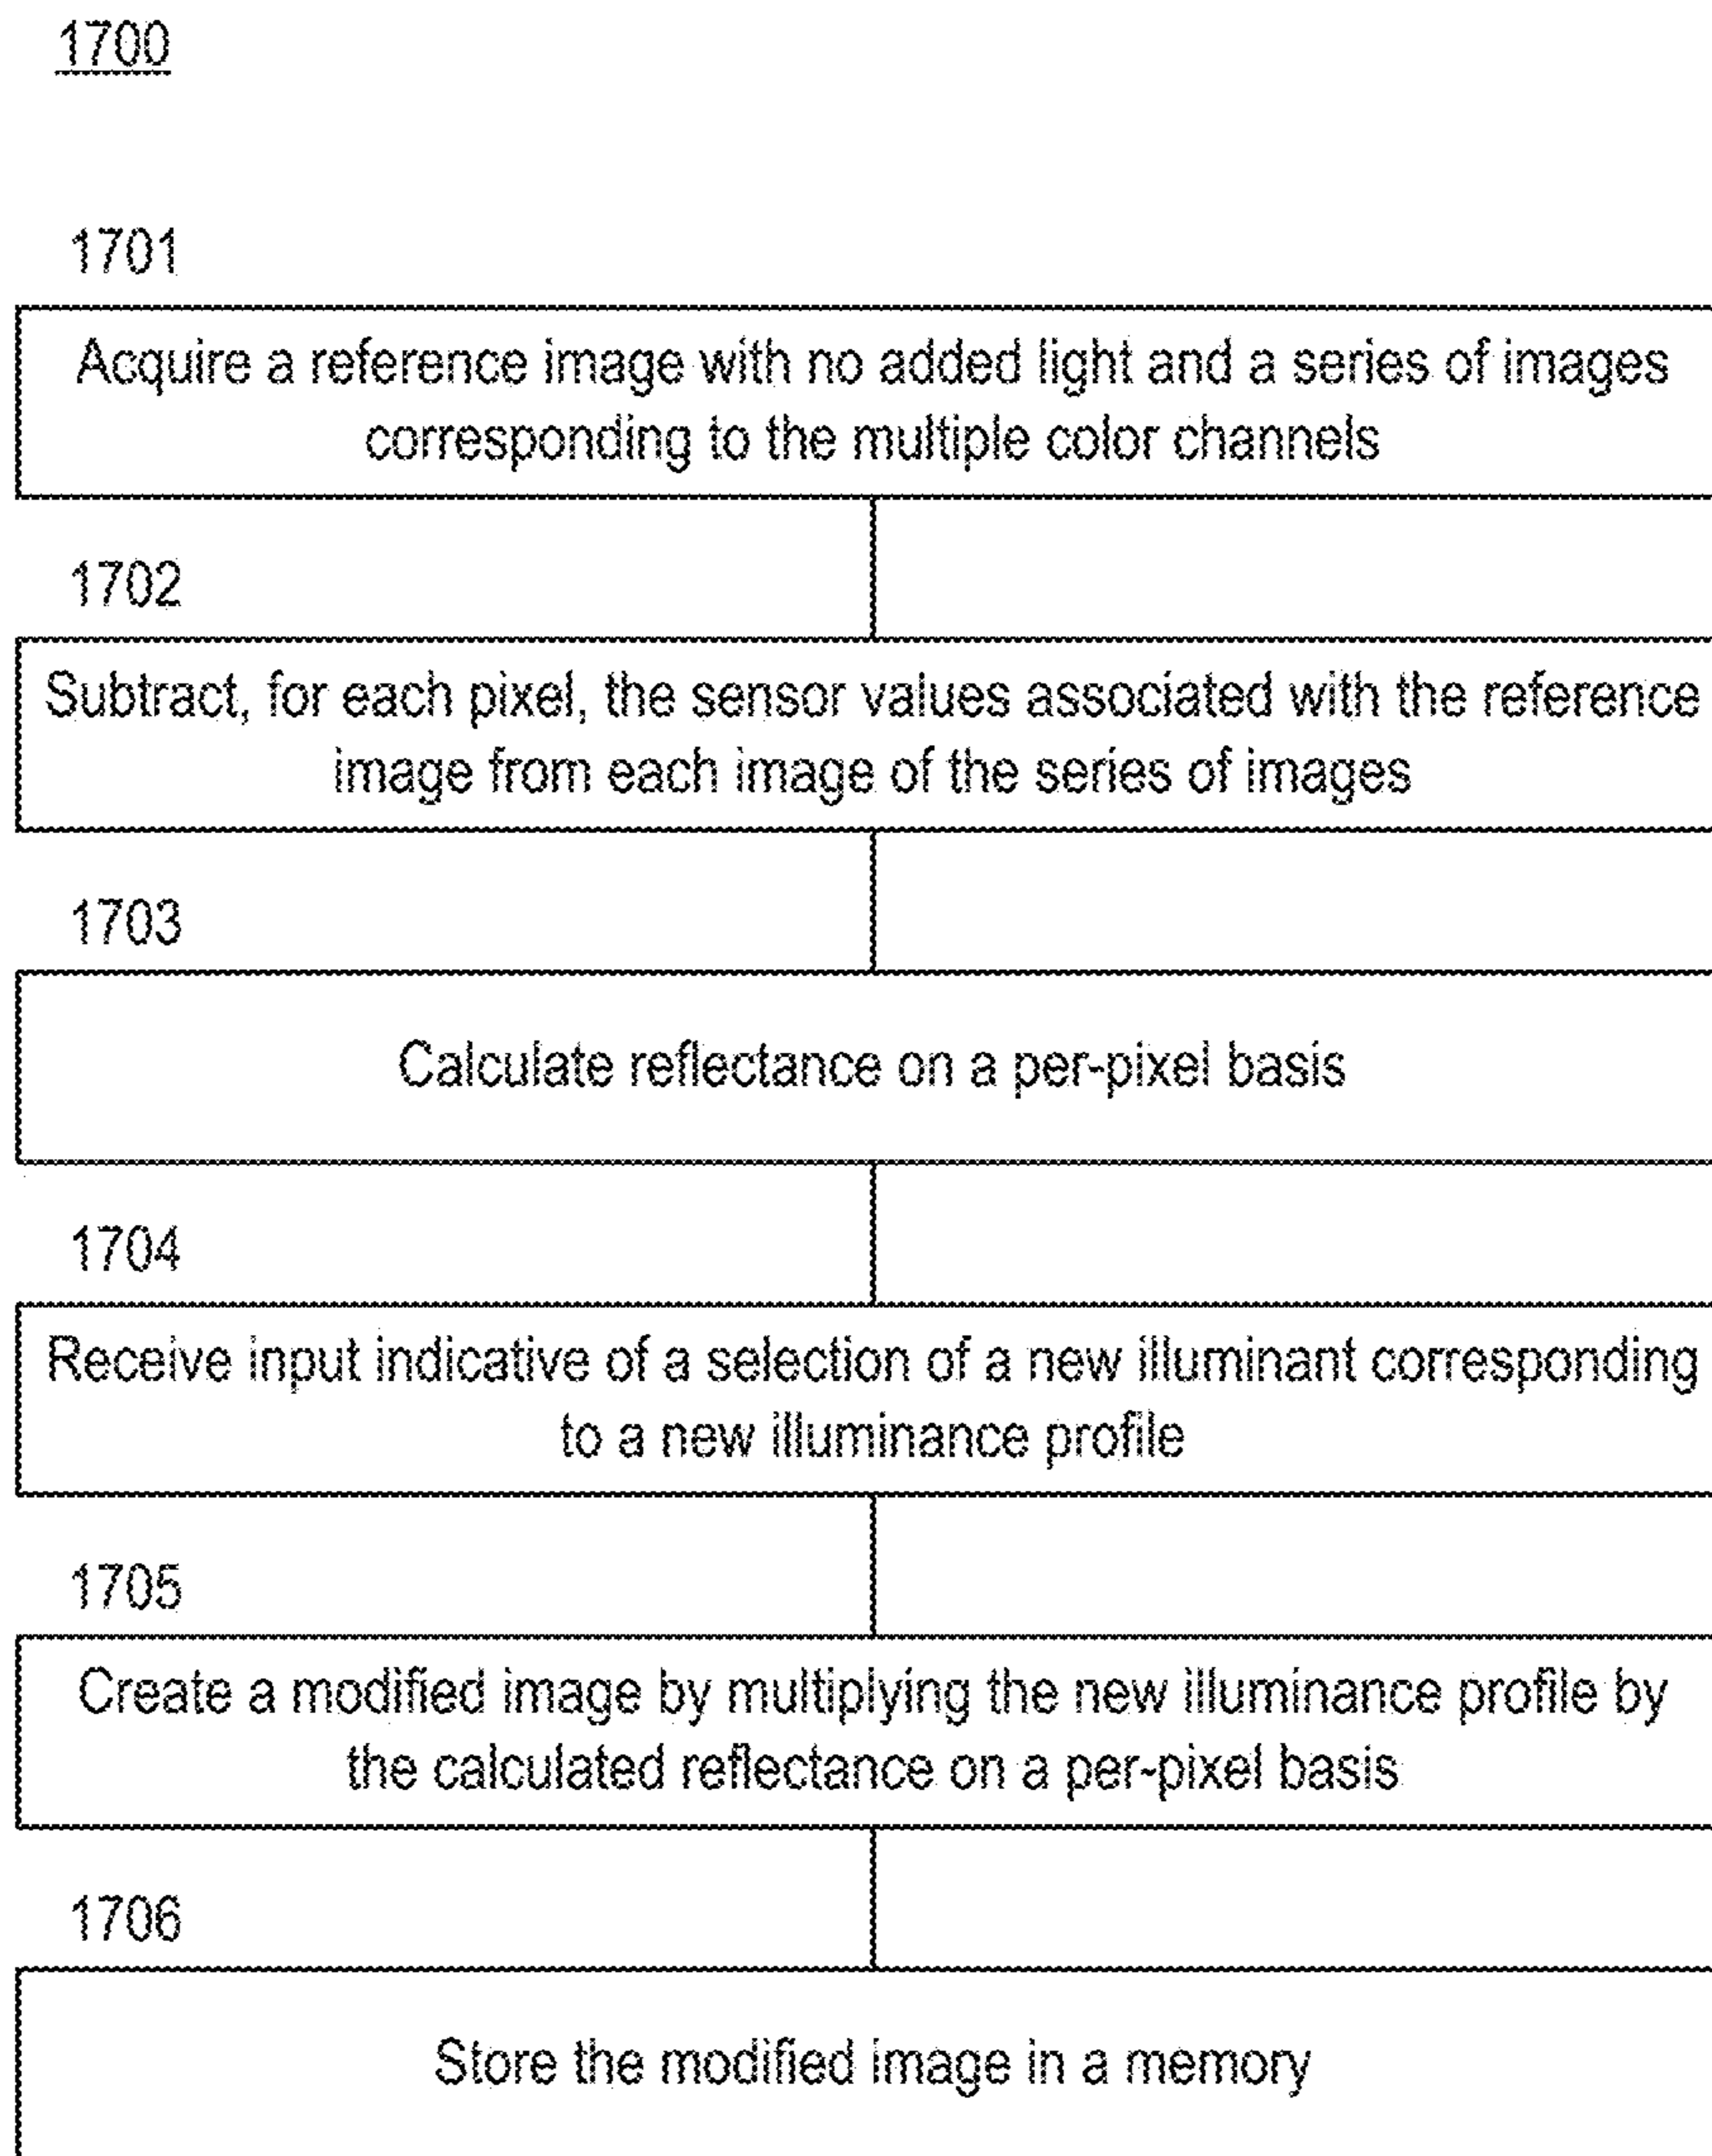 1700
1701
Acquire a reference image with no added light and a series of images
corresponding to the multiple color channels
1702
Subtract, for each pixel, the sensor values associated with the reference
image from each image of the series of images
1703
Calculate reflectance on a per-pixel basis
1704
Receive input indicative of a selection of a new illuminant corresponding
to a new illuminance profile
1705
Create a modified image by multiplying the new illuminance profile by
the calculated reflectance on a per-pixel basis
1706
Store the modified image in a memory